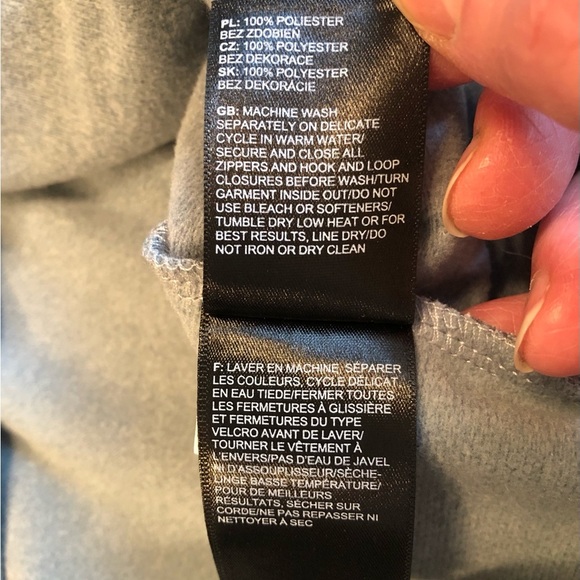 PL: 100% POLIESTER
BEZ ZDOBIEŃ
CZ: 100% POLYESTER
BEZ DEKORACE
SK: 100% POLYESTER
BEZ DEKORÁCIE
GB: MACHINE WASH
SEPARATELY ON DELICATE
CYCLE IN WARM WATER/
SECURE AND CLOSE ALL
ZIPPERS AND HOOK AND LOOP
CLOSURES BEFORE WASH/TURN
GARMENT INSIDE OUT/DO NOT
USE BLEACH OR SOFTENERS/
TUMBLE DRY LOW HEAT OR FOR
BEST RESULTS, LINE DRY/DO
NOT IRON OR DRY CLEAN
F: LAVER EN MACHINE, SÉPARER
LES COULEURS, CYCLE DÉLICAT
EN EAU TIEDE/FERMER TOUTES
LES FERMETURES À GLISSIÈRE
ET FERMETURES DU TYPE
VELCRO AVANT DE LAVER/
TOURNER LE VÊTEMENT À
L'ENVERS/PAS D'EAU DE JAVEL
NI D'ASSOUPLISSEUR/SÈCHE-
LINGE BASSE TEMPÉRATURE/
POUR DE MEILLEURS
RÉSULTATS, SÉCHER SUR
CORDE/NE PAS REPASSER NI
NETTOYER À SEC